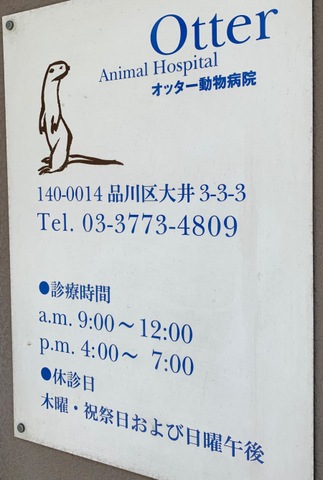 Otter
Animal Hospital
オッター動物病院
140-0014 品川区大井 3-3-3
Tel. 03-3773-4809
●診療時間
a.m. 9:00～12:00
p.m. 4:00～ 7:00
●休診日
木曜・祝祭日および日曜午後